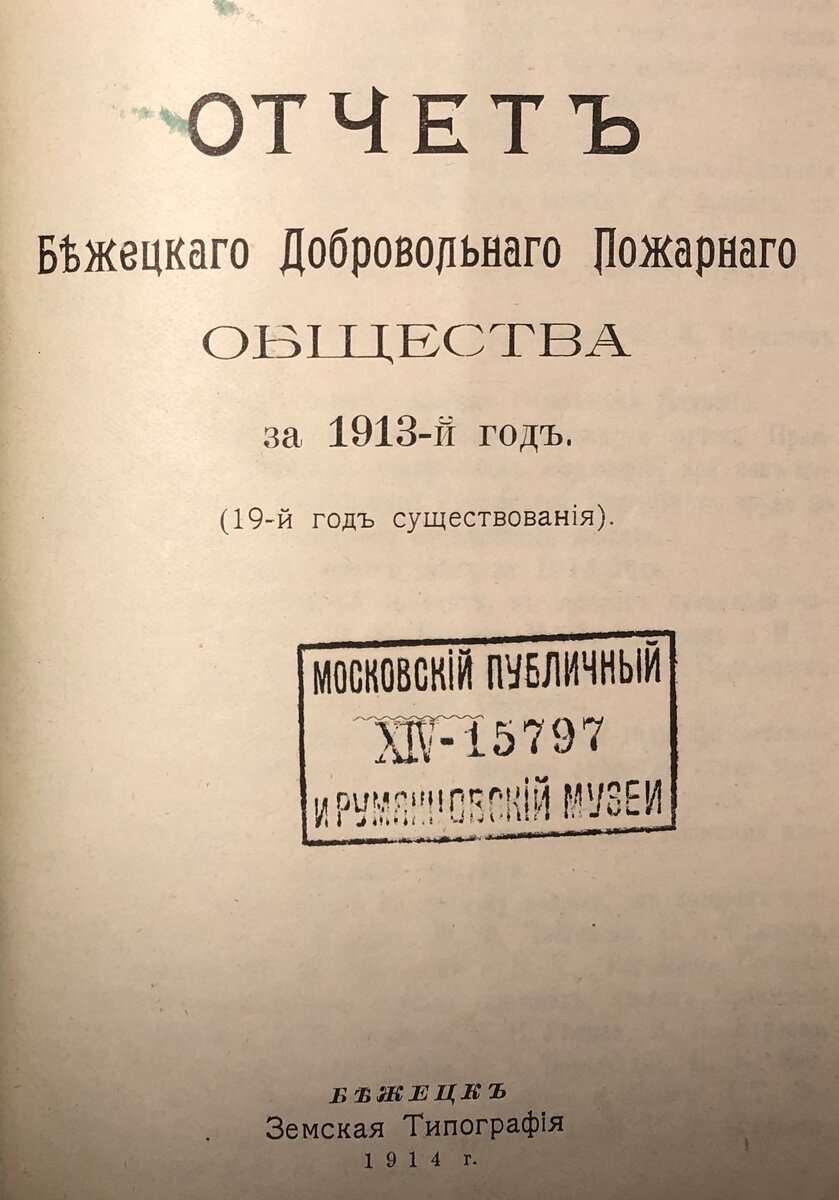 ОТЧЕТЪ
Бѣжецкаго Добровольнаго Пожарнаго
ОБЩЕСТВА
за 1913-й годъ.
(19-й годъ существованія).
МОСКОВСКІЙ ПУБЛИЧНЫЙ
XIV-15797
И РУМЯНЦОВСКІЙ МУЗЕИ
БѢЖЕЦКЪ
Земская Типографія
1914 г.